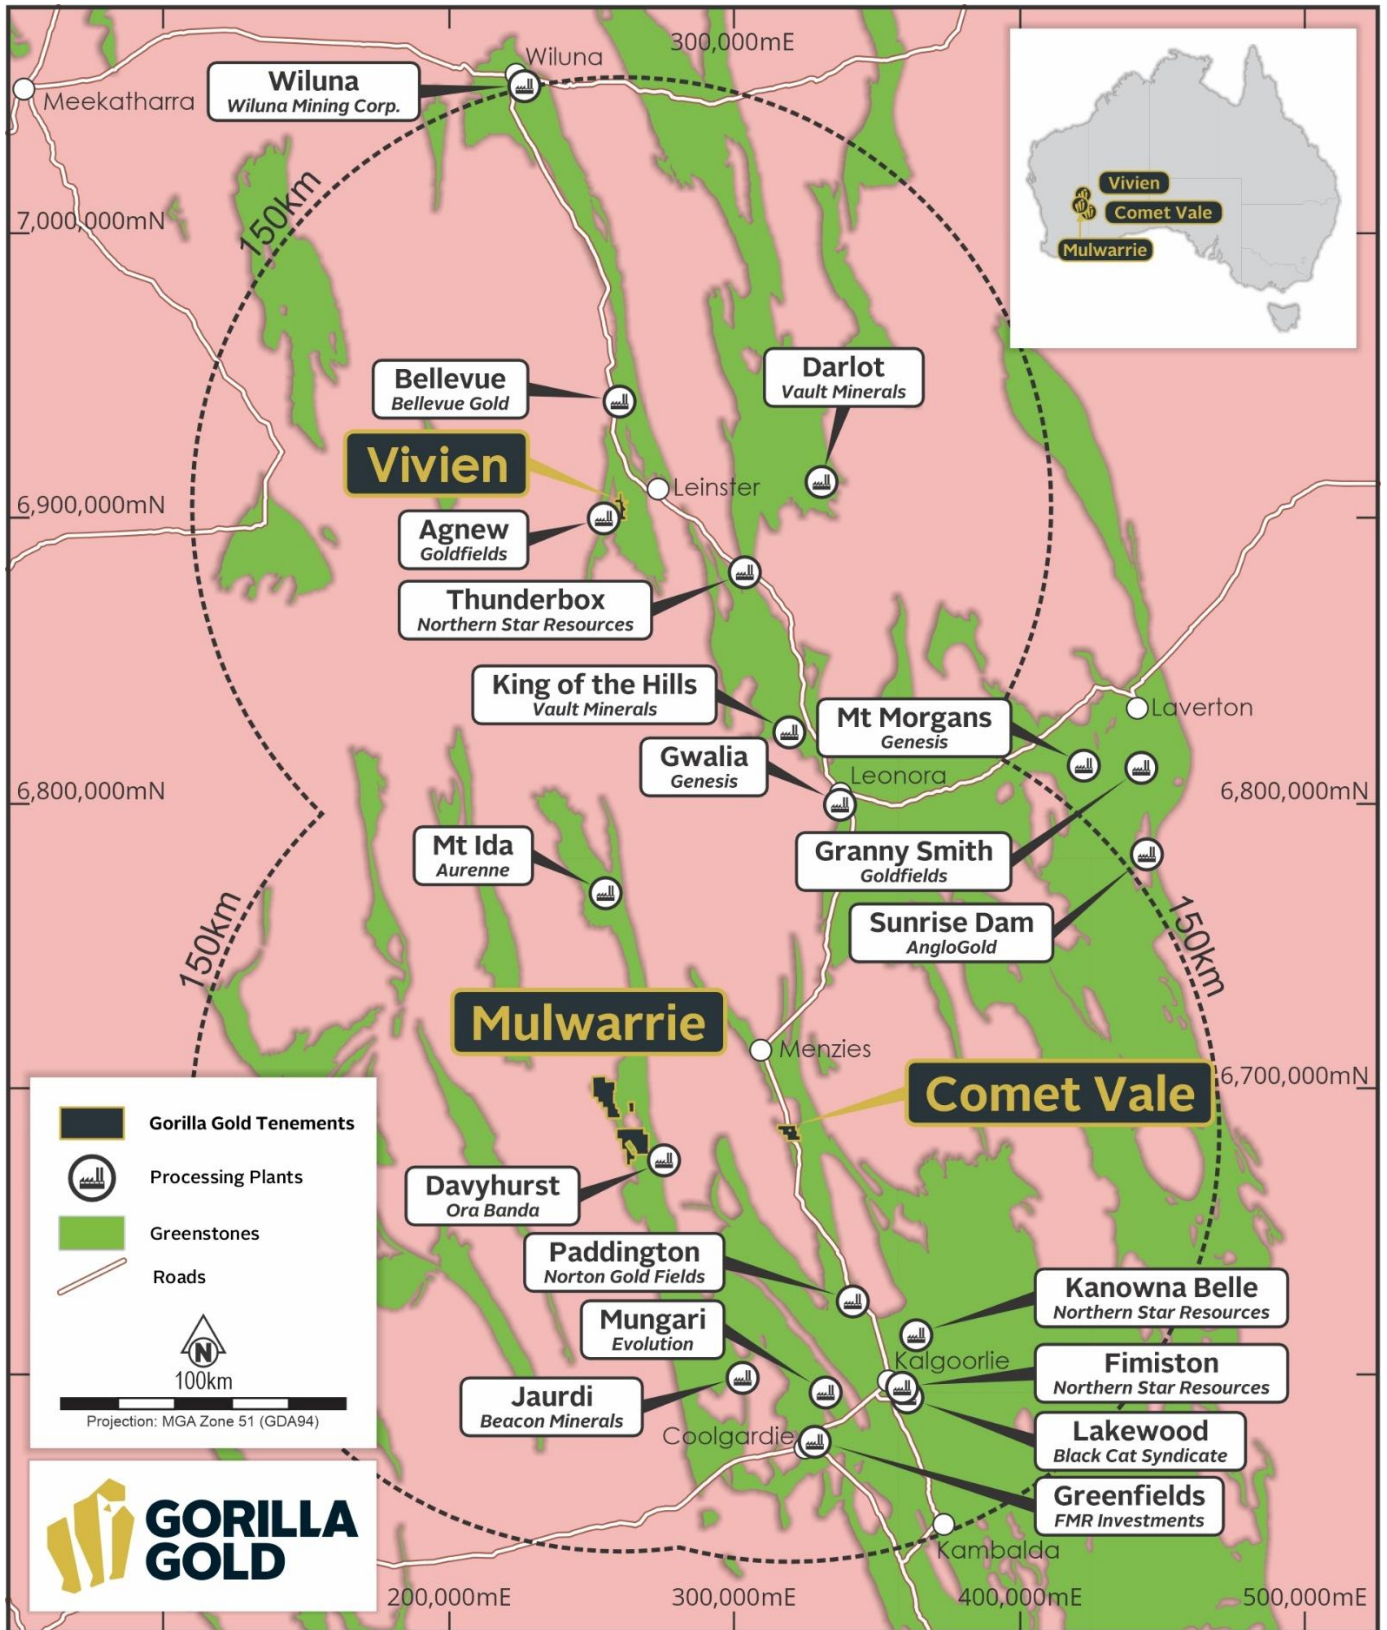 300,000mE
Wiluna
Wiluna
Wiluna Mining Corp.
Meekatharra
Vivien
Comet Vale
Mulwarrie
150km
7,000,000mN
Bellevue
Bellevue Gold
Darlot
Vault Minerals
Vivien
Leinster
6,900,000mN
Agnew
Goldfields
Thunderbox
Northern Star Resources
King of the Hills
Vault Minerals
Mt Morgans
Genesis
Laverton
Gwalia
Genesis
Leonora
6,800,000mN
6,800,000mN
Mt Ida
Aurenne
Granny Smith
Goldfields
Sunrise Dam
AngloGold
150km
150km
Mulwarrie
Menzies
Comet Vale
6,700,000mN
Davyhurst
Ora Banda
Paddington
Norton Gold Fields
Kanowna Belle
Northern Star Resources
Mungari
Evolution
Kalgoorlie
Fimiston
Northern Star Resources
Jaurdi
Beacon Minerals
Coolgardie
Lakewood
Black Cat Syndicate
Greenfields
FMR Investments
Kambalda
Gorilla Gold Tenements
Processing Plants
Greenstones
Roads
N
100km
Projection: MGA Zone 51 (GDA94)
GORILLA
GOLD
200,000mE
300,000mE
400,000mE
500,000mE